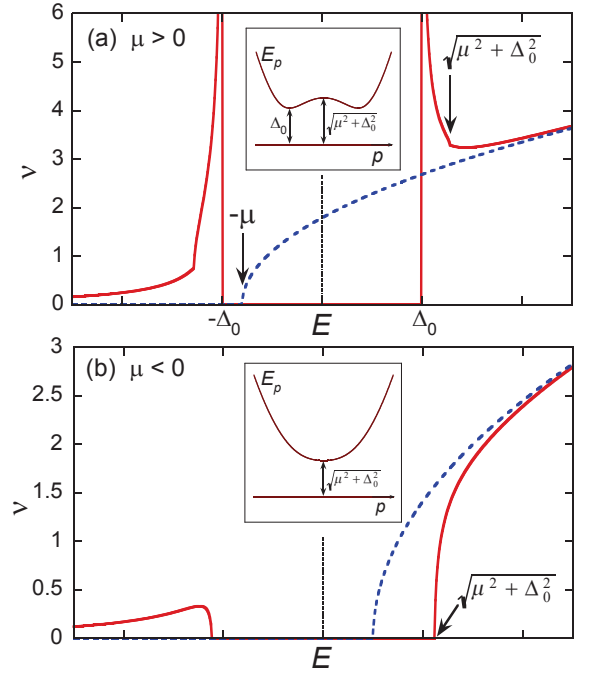 (a) μ > 0
6
5
4
3
2
1
0
ν
E_p
Δ_0
√(μ² + Δ_0²)
p
√(μ² + Δ_0²)
-μ
-Δ_0
E
Δ_0
(b) μ < 0
3
2.5
2
1.5
1
0.5
0
ν
E_p
√(μ² + Δ_0²)
p
√(μ² + Δ_0²)
E